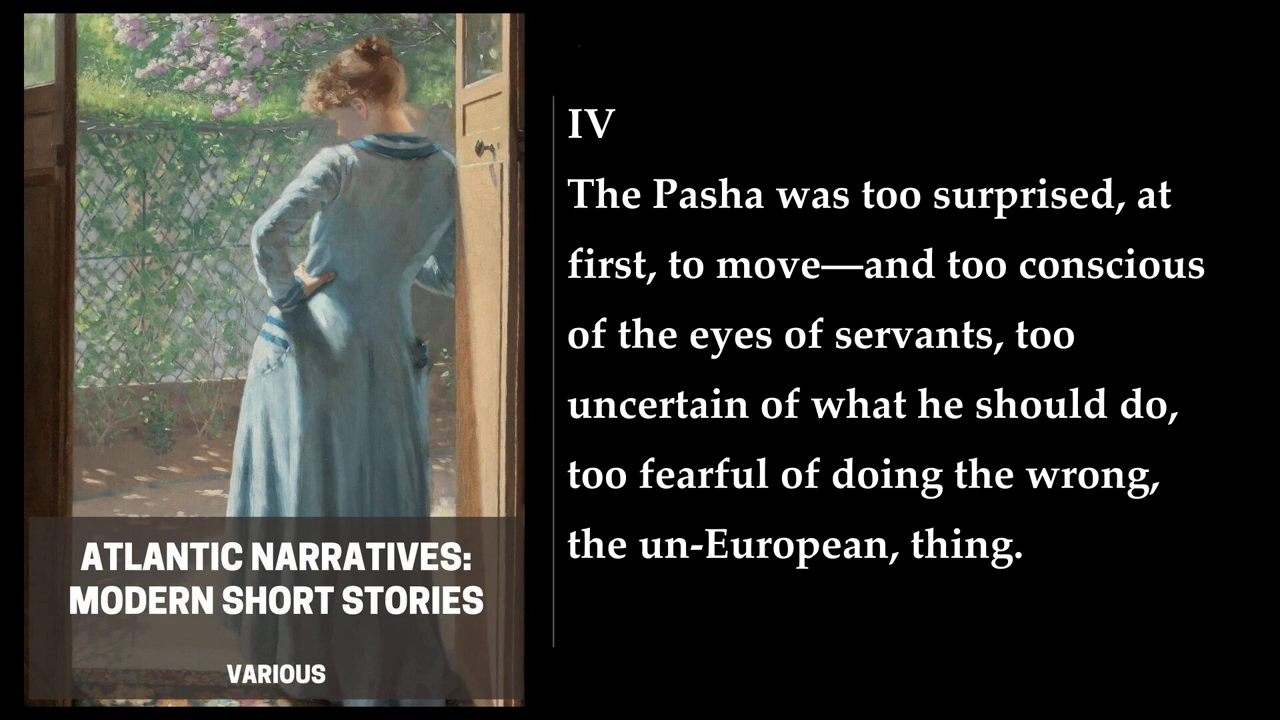 ATLANTIC NARRATIVES:
MODERN SHORT STORIES
VARIOUS
IV
The Pasha was too surprised, at
first, to move—and too conscious
of the eyes of servants, too
uncertain of what he should do,
too fearful of doing the wrong,
the un-European, thing.